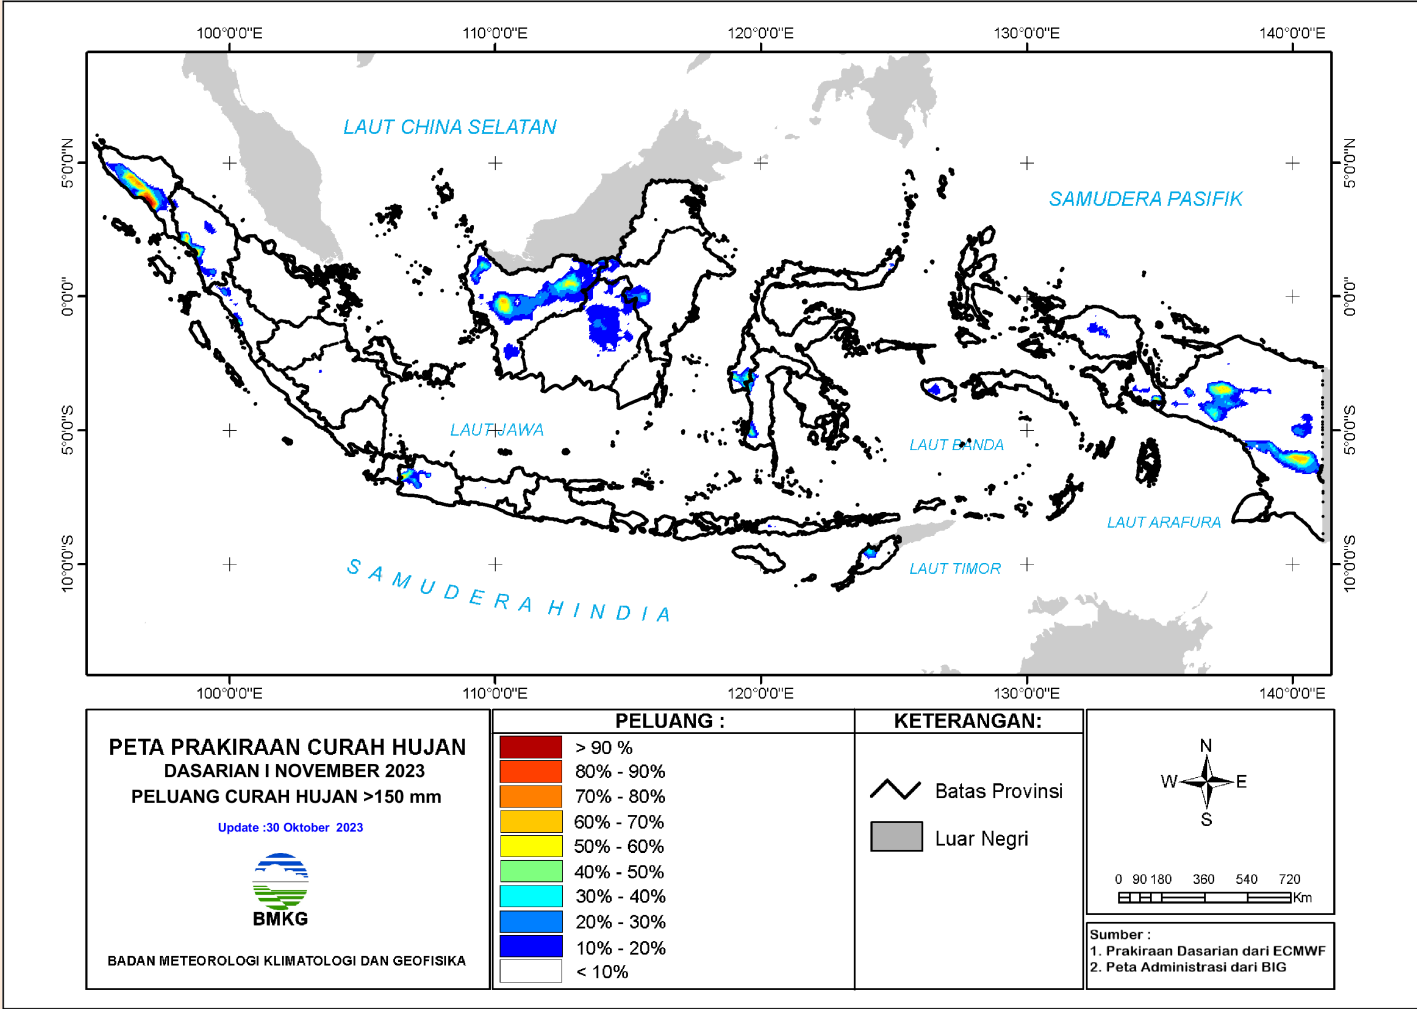 100°0'0"E 110°0'0"E 120°0'0"E 130°0'0"E 140°0'0"E
5°0'0"N 5°0'0"N
0°0'0" 0°0'0"
5°0'0"S 5°0'0"S
10°0'0"S 10°0'0"S
LAUT CHINA SELATAN
SAMUDERA PASIFIK
LAUT JAWA
LAUT BANDA
LAUT ARAFURA
LAUT TIMOR
SAMUDERA HINDIA
100°0'0"E 110°0'0"E 120°0'0"E 130°0'0"E 140°0'0"E
PETA PRAKIRAAN CURAH HUJAN
DASARIAN I NOVEMBER 2023
PELUANG CURAH HUJAN >150 mm
Update :30 Oktober 2023
BMKG
BADAN METEOROLOGI KLIMATOLOGI DAN GEOFISIKA
PELUANG :
> 90 %
80% - 90%
70% - 80%
60% - 70%
50% - 60%
40% - 50%
30% - 40%
20% - 30%
10% - 20%
< 10%
KETERANGAN:
Batas Provinsi
Luar Negri
N
W E
S
0 90 180 360 540 720
Km
Sumber :
1. Prakiraan Dasarian dari ECMWF
2. Peta Administrasi dari BIG